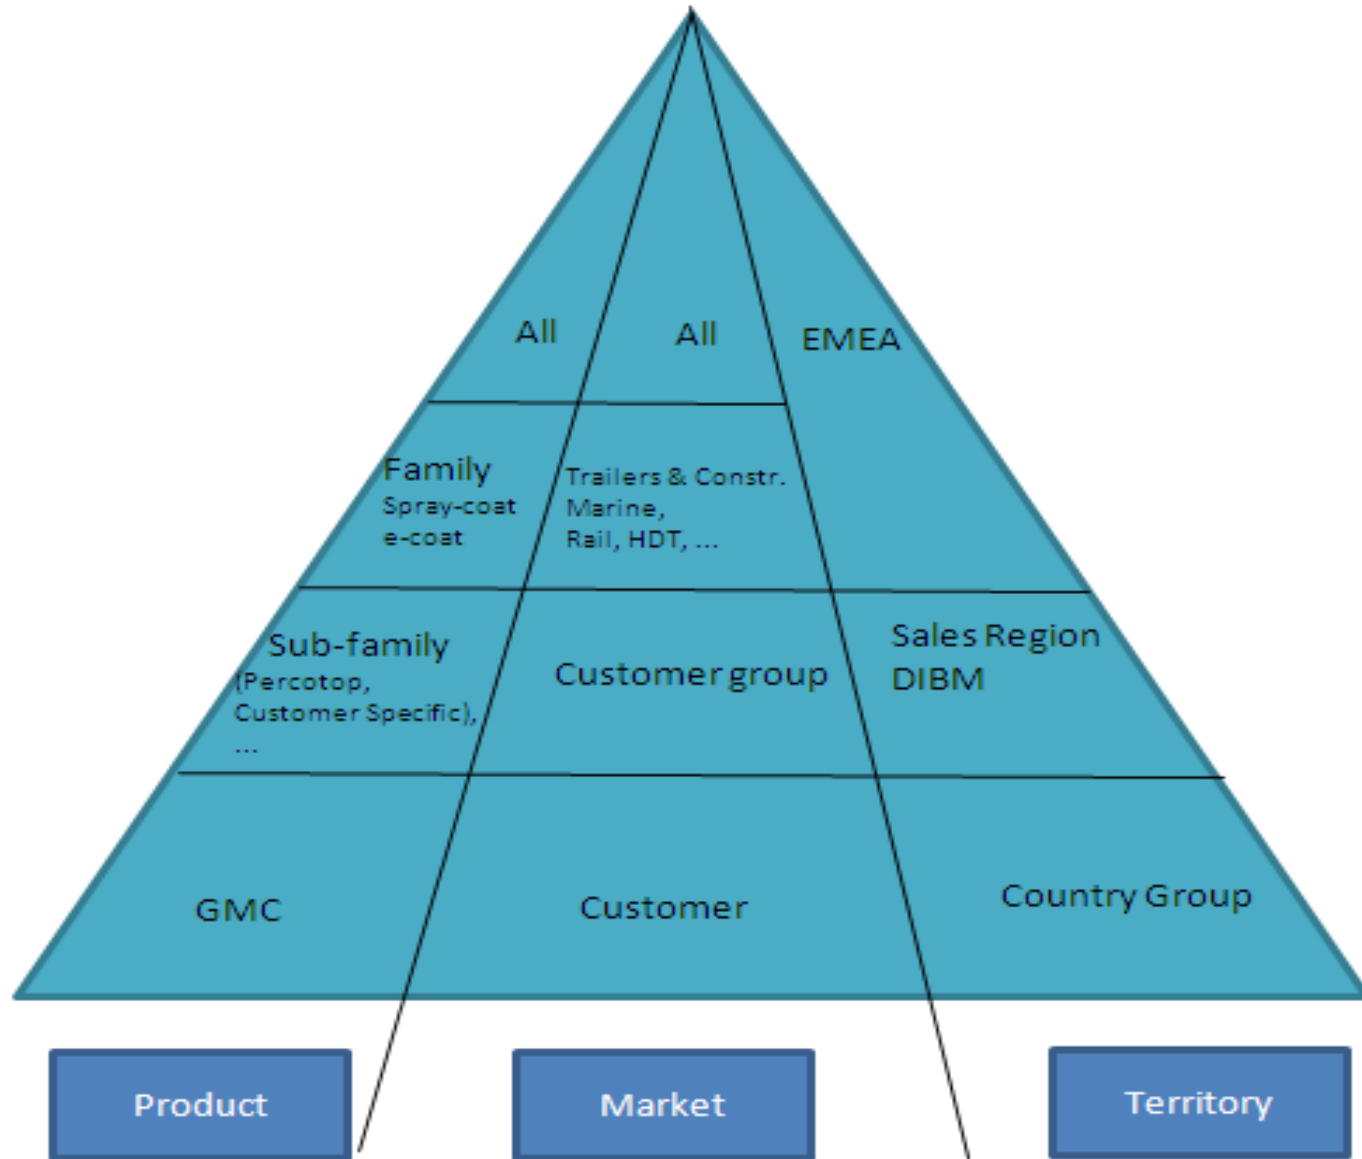 All
All
EMEA
Family
Spray-coat
e-coat
Trailers & Constr.
Marine,
Rail, HDT, ...
Sub-family
(Percotop,
Customer Specific),
...
Customer group
Sales Region
DIBM
GMC
Customer
Country Group
Product
Market
Territory